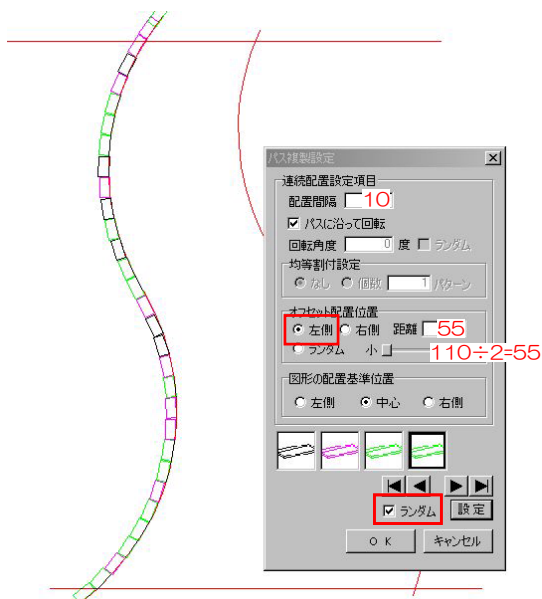 パス複製設定
連続配置設定項目
配置間隔 10
パスに沿って回転
回転角度 0 度 ランダム
均等割付設定
なし 個数 1 パターン
オフセット配置位置
左側 右側 距離 55
ランダム 小
110÷2=55
図形の配置基準位置
左側 中心 右側
ランダム 設定
OK キャンセル